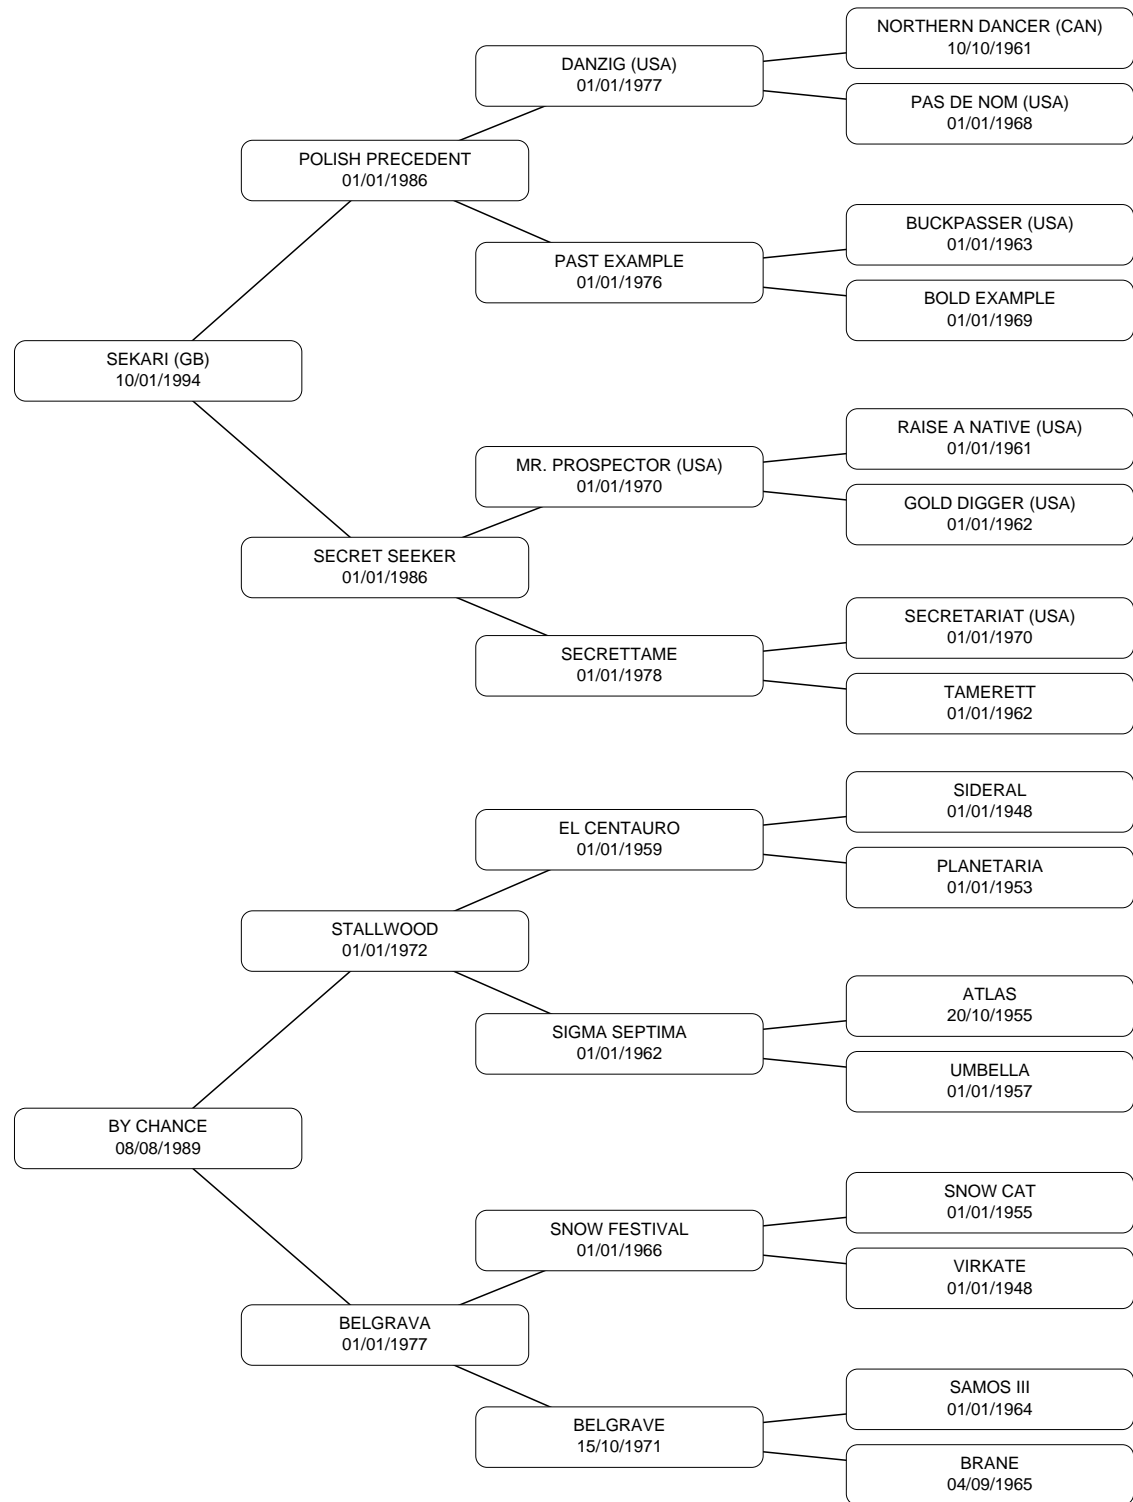 NORTHERN DANCER (CAN)
10/10/1961
DANZIG (USA)
01/01/1977
PAS DE NOM (USA)
01/01/1968
POLISH PRECEDENT
01/01/1986
BUCKPASSER (USA)
01/01/1963
PAST EXAMPLE
01/01/1976
BOLD EXAMPLE
01/01/1969
SEKARI (GB)
10/01/1994
RAISE A NATIVE (USA)
01/01/1961
MR. PROSPECTOR (USA)
01/01/1970
GOLD DIGGER (USA)
01/01/1962
SECRET SEEKER
01/01/1986
SECRETARIAT (USA)
01/01/1970
SECRETTAME
01/01/1978
TAMERETT
01/01/1962
SIDERAL
01/01/1948
EL CENTAURO
01/01/1959
PLANETARIA
01/01/1953
STALLWOOD
01/01/1972
ATLAS
20/10/1955
SIGMA SEPTIMA
01/01/1962
UMBELLA
01/01/1957
BY CHANCE
08/08/1989
SNOW CAT
01/01/1955
SNOW FESTIVAL
01/01/1966
VIRKATE
01/01/1948
BELGRAVA
01/01/1977
SAMOS III
01/01/1964
BELGRAVE
15/10/1971
BRANE
04/09/1965